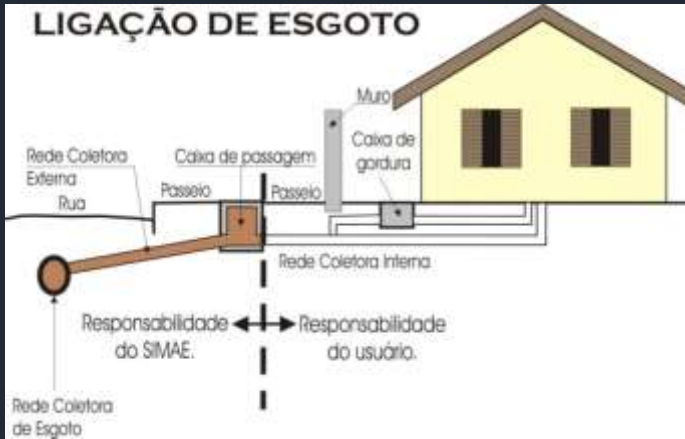 LIGAÇÃO DE ESGOTO
Muro
Caixa de
gordura
Rede Coletora
Externa
Caixa de passagem
Passeio
Passeio
Rua
Rede Coletora Interna
Responsabilidade
do SIMAE.
Responsabilidade
do usuário.
Rede Coletora
de Esgoto